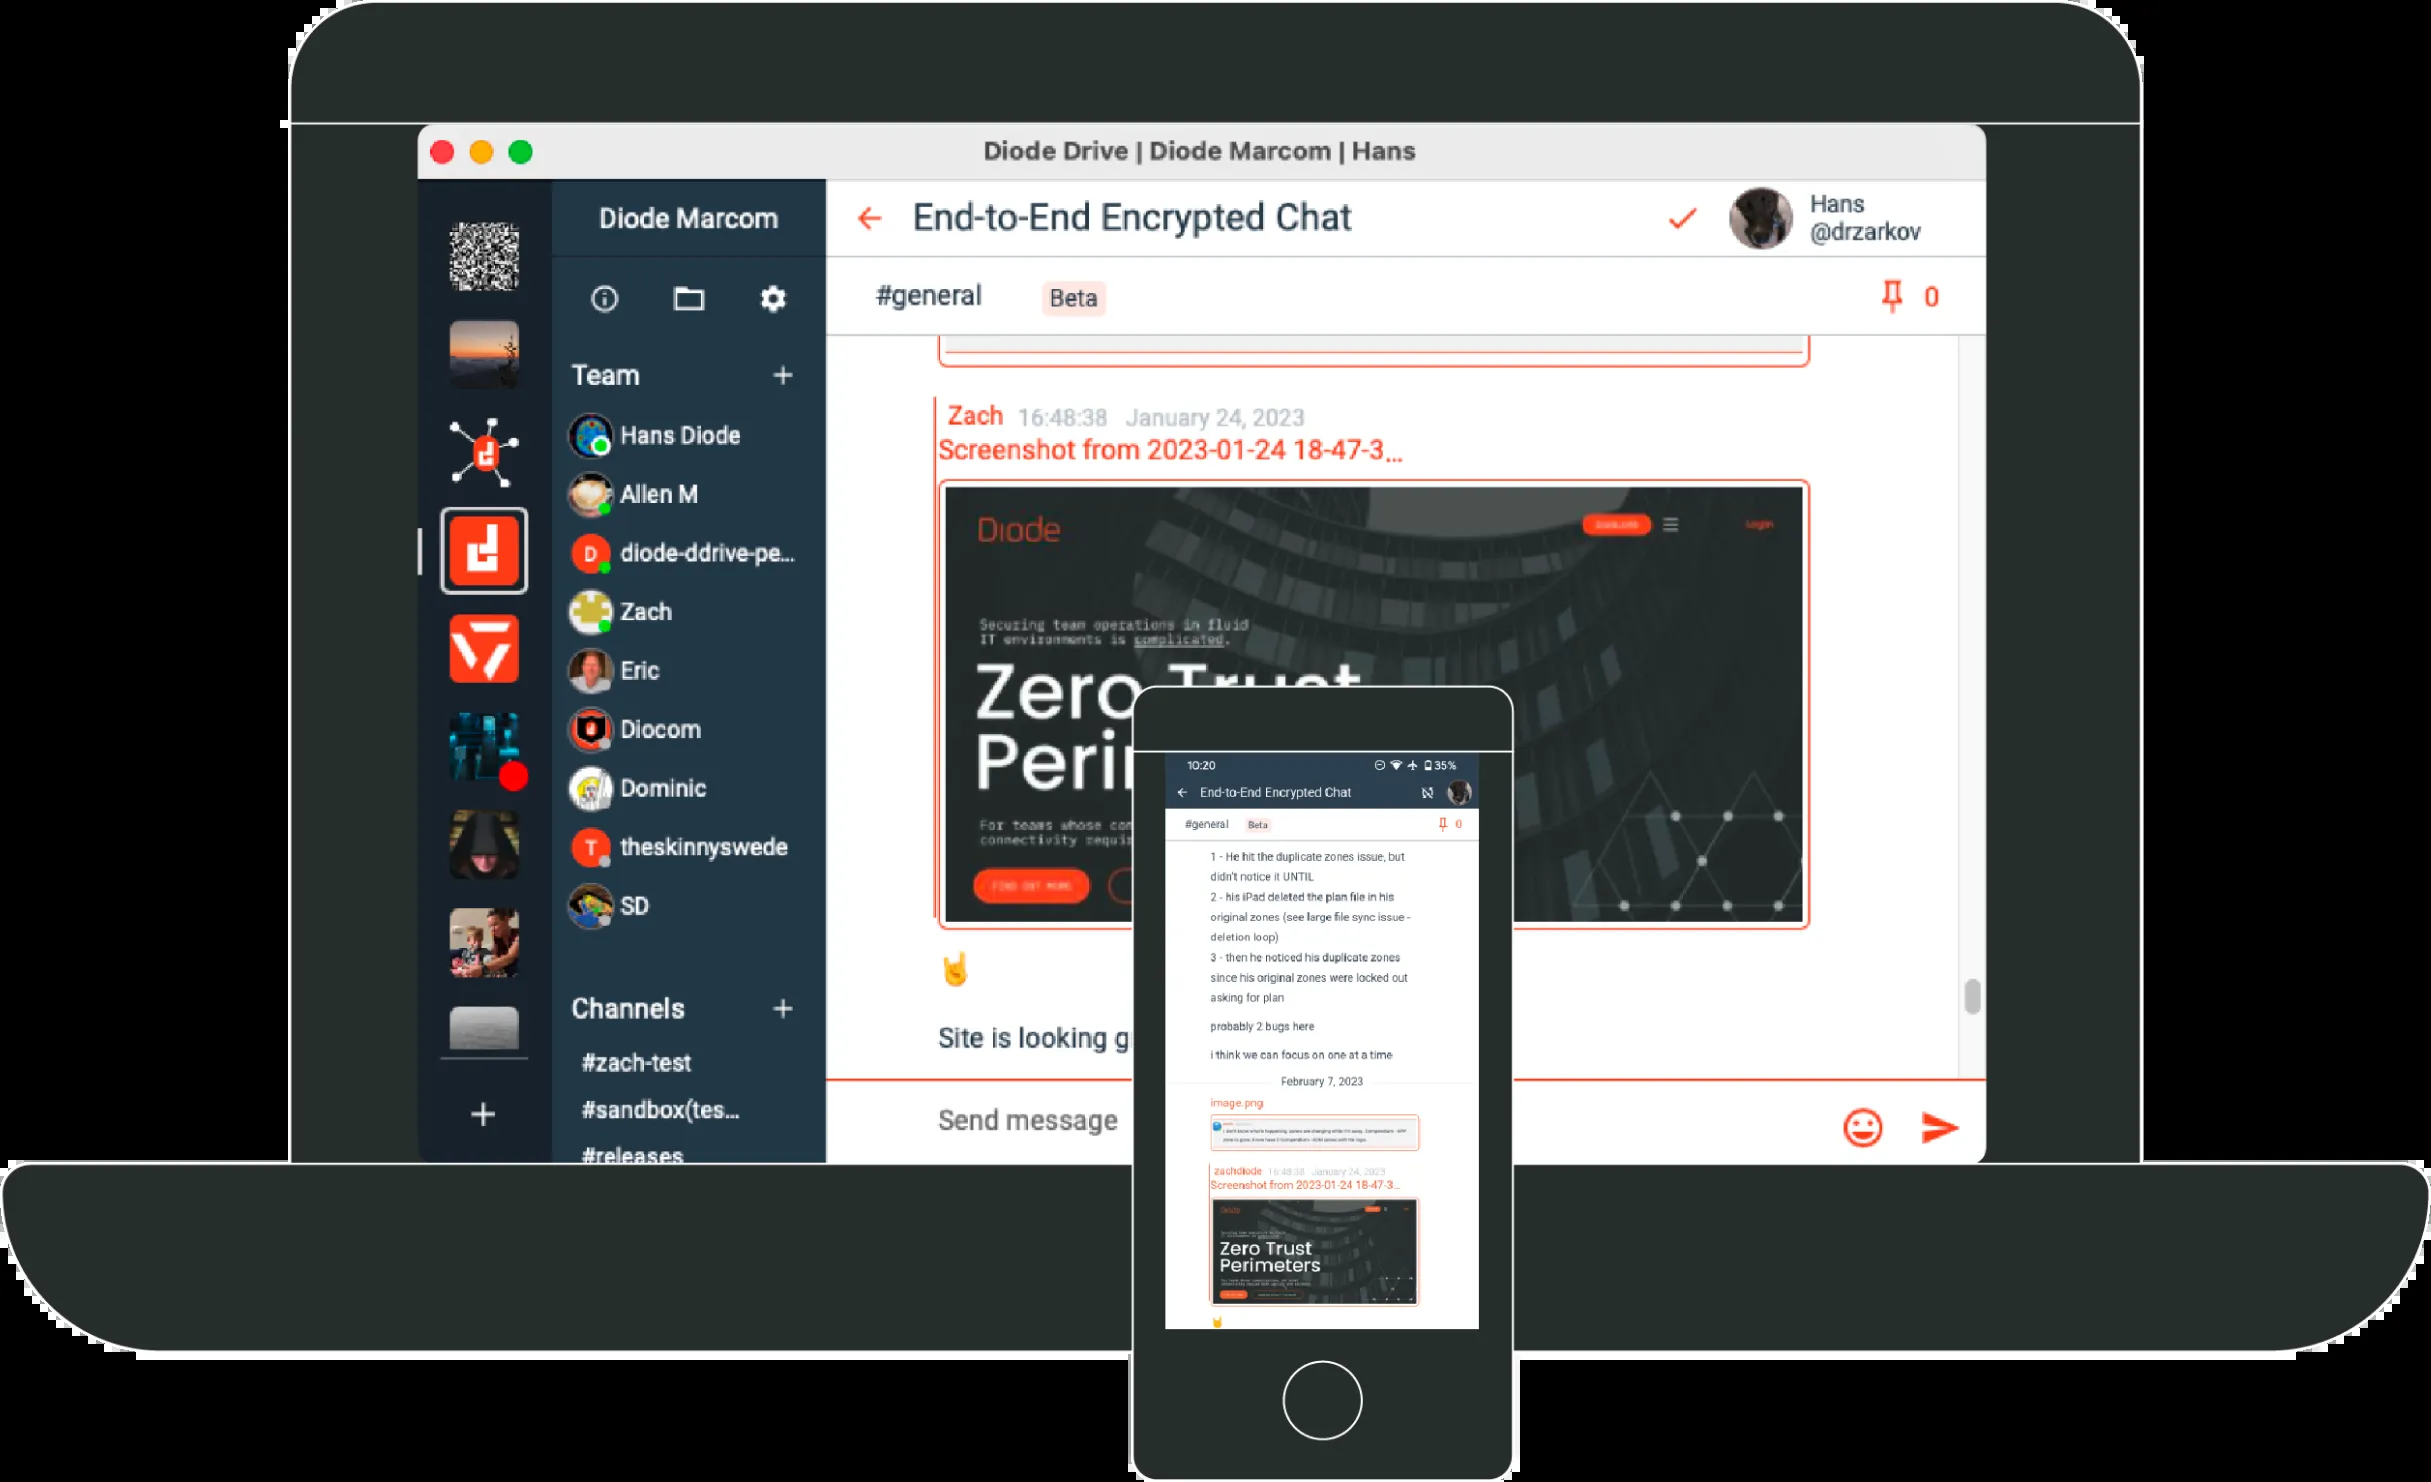 Diode Drive | Diode Marcom | Hans
Diode Marcom
End-to-End Encrypted Chat
Hans
@drzarkov
#general
Beta
0
Team
+
Hans Diode
Allen M
D
diode-ddrive-pe...
Zach
Eric
Diocom
Dominic
T
theskinnyswede
SD
Channels
+
#zach-test
#sandbox(tes...
#releases
+
Zach 16:48:38 January 24, 2023
Screenshot from 2023-01-24 18-47-3...
Diode
Login
Securing team operations in fluid
IT environments is complicated.
Zero Trust
Peri
For teams whose con
connectivity requir
FIND OUT MORE
Site is looking g
Send message
10:20
35%
End-to-End Encrypted Chat
#general
Beta
0
1 - He hit the duplicate zones issue, but
didn't notice it UNTIL
2 - his iPad deleted the plan file in his
original zones (see large file sync issue -
deletion loop)
3 - then he noticed his duplicate zones
since his original zones were locked out
asking for plan
probably 2 bugs here
i think we can focus on one at a time
February 7, 2023
image.png
zachdiode 16:48:38 January 24, 2023
Screenshot from 2023-01-24 18-47-3...
Zero Trust
Perimeters